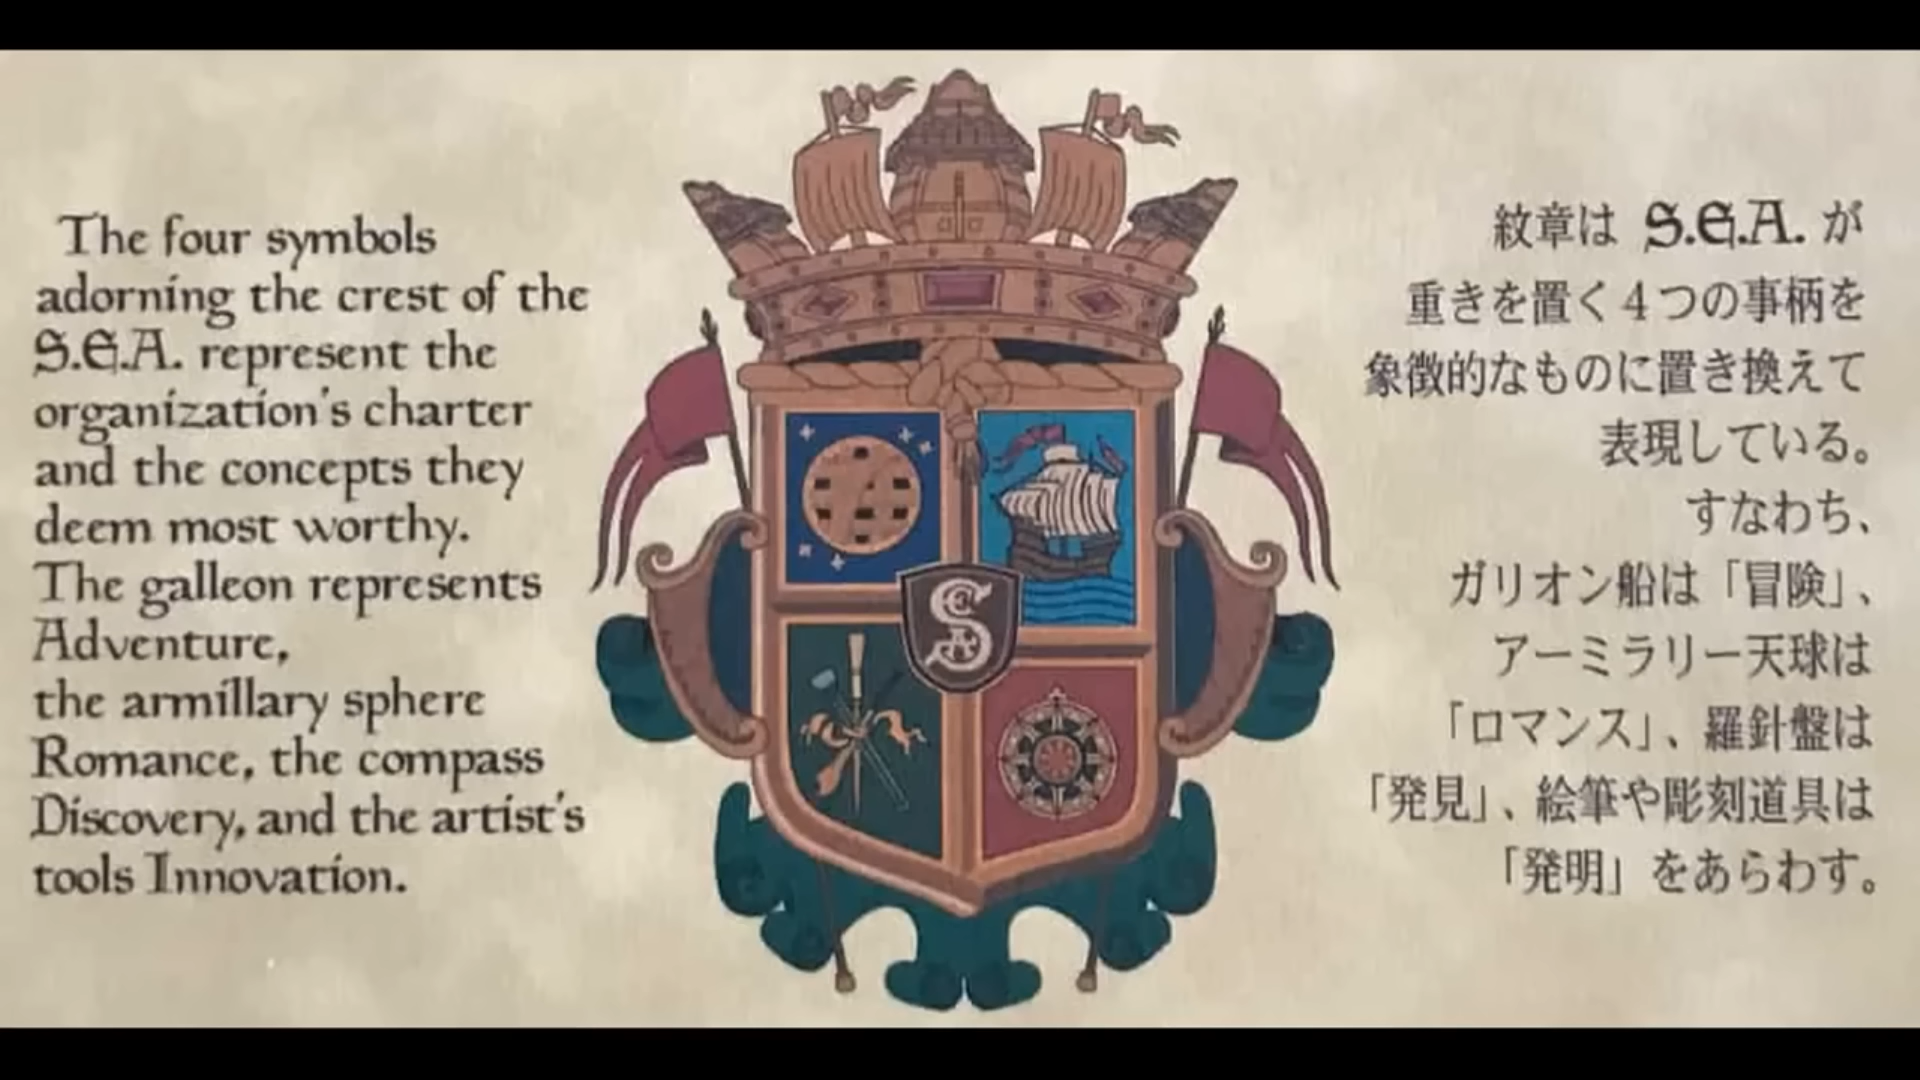 The four symbols
adorning the crest of the
S.E.A. represent the
organization's charter
and the concepts they
deem most worthy.
The galleon represents
Adventure,
the armillary sphere
Romance, the compass
Discovery, and the artist's
tools Innovation.
S
紋章は S.E.A. が
重きを置く4つの事柄を
象徴的なものに置き換えて
表現している。
すなわち、
ガリオン船は「冒険」、
アーミラリー天球は
「ロマンス」、羅針盤は
「発見」、絵筆や彫刻道具は
「発明」をあらわす。